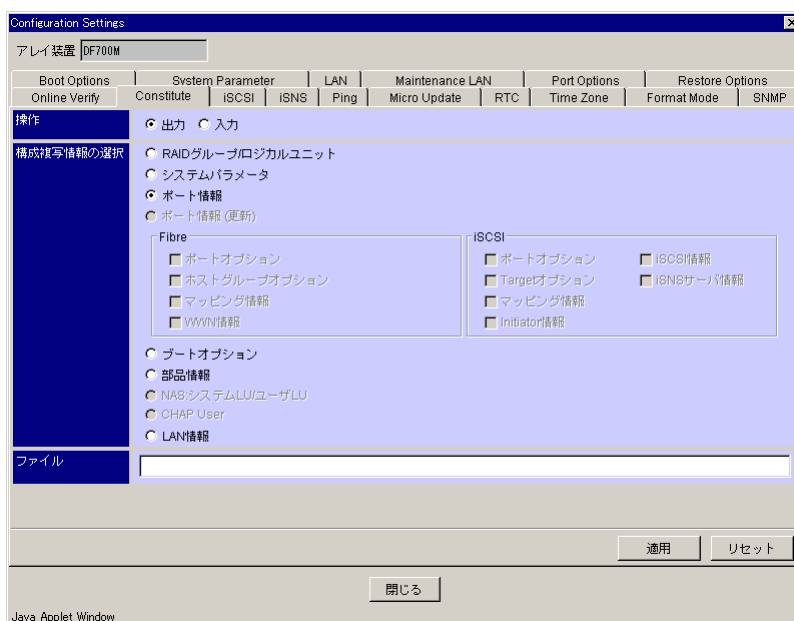 Configuration Settings
アレイ装置 DF700M
Boot Options System Parameter LAN Maintenance LAN Port Options Restore Options
Online Verify Constitute iSCSI iSNS Ping Micro Update RTC Time Zone Format Mode SNMP
操作 出力 入力
構成複写情報の選択 RAIDグループ/ロジカルユニット
システムパラメータ
ポート情報
ポート情報 (更新)
Fibre iSCSI
ポートオプション ポートオプション iSCSI情報
ホストグループオプション Targetオプション iSNSサーバ情報
マッピング情報 マッピング情報
WWN情報 Initiator情報
ブートオプション
部品情報
NAS:システムLU/ユーザLU
CHAP User
LAN情報
ファイル
適用 リセット
閉じる
Java Applet Window